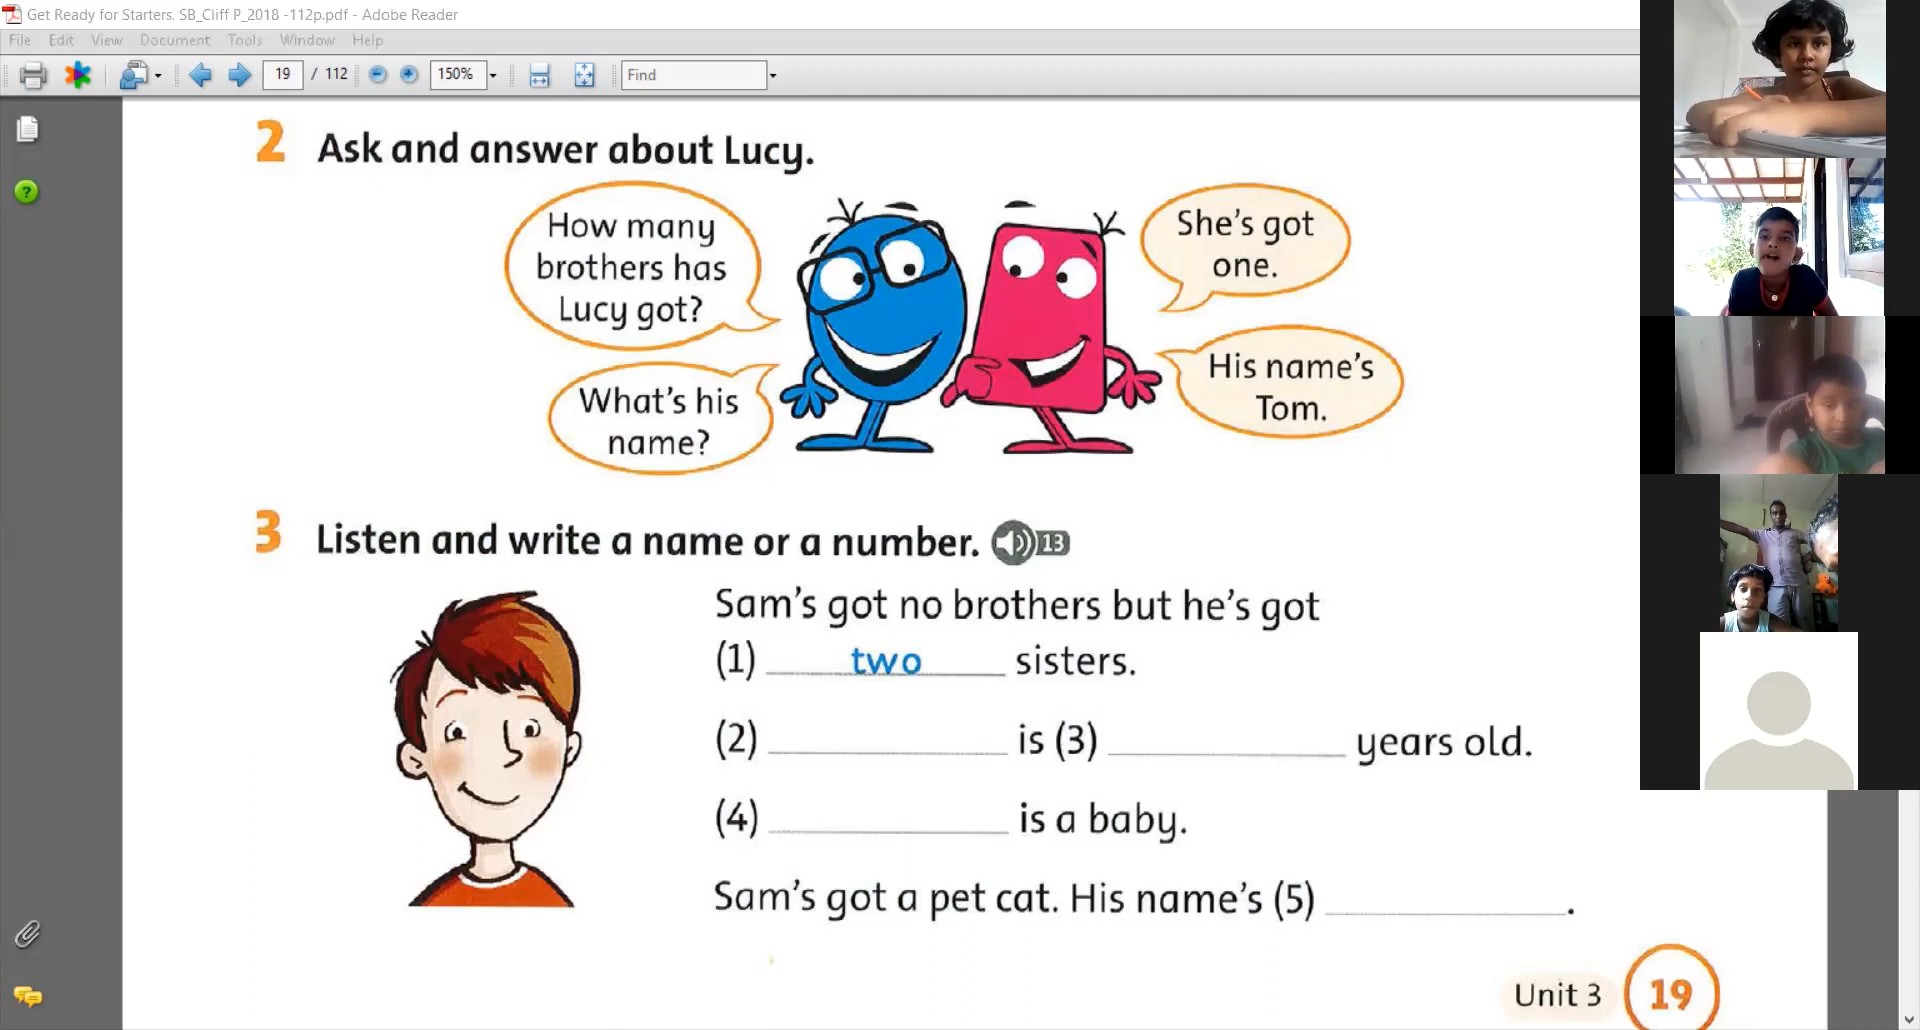 Get Ready for Starters. SB_Cliff P_2018 -112p.pdf - Adobe Reader
File Edit View Document Tools Window Help
19 / 112 150% Find
2 Ask and answer about Lucy.
How many
brothers has
Lucy got?
She's got
one.
What's his
name?
His name's
Tom.
3 Listen and write a name or a number. 13
Sam's got no brothers but he's got
(1) two sisters.
(2) ____________ is (3) ____________ years old.
(4) ____________ is a baby.
Sam's got a pet cat. His name's (5) ____________.
Unit 3 19